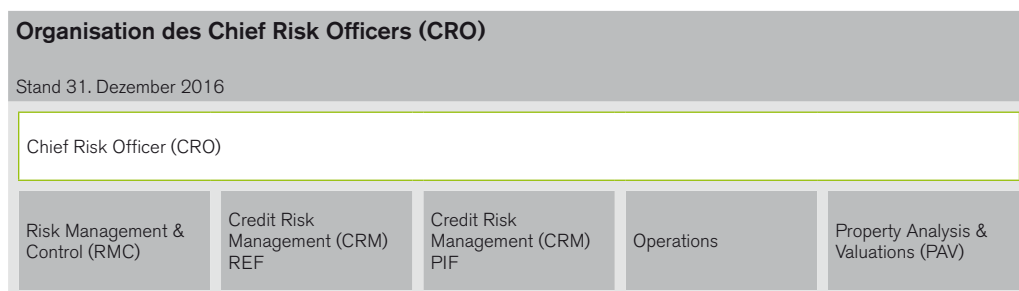 Organisation des Chief Risk Officers (CRO)
Stand 31. Dezember 2016
Chief Risk Officer (CRO)
Risk Management &
Control (RMC)
Credit Risk
Management (CRM)
REF
Credit Risk
Management (CRM)
PIF
Operations
Property Analysis &
Valuations (PAV)